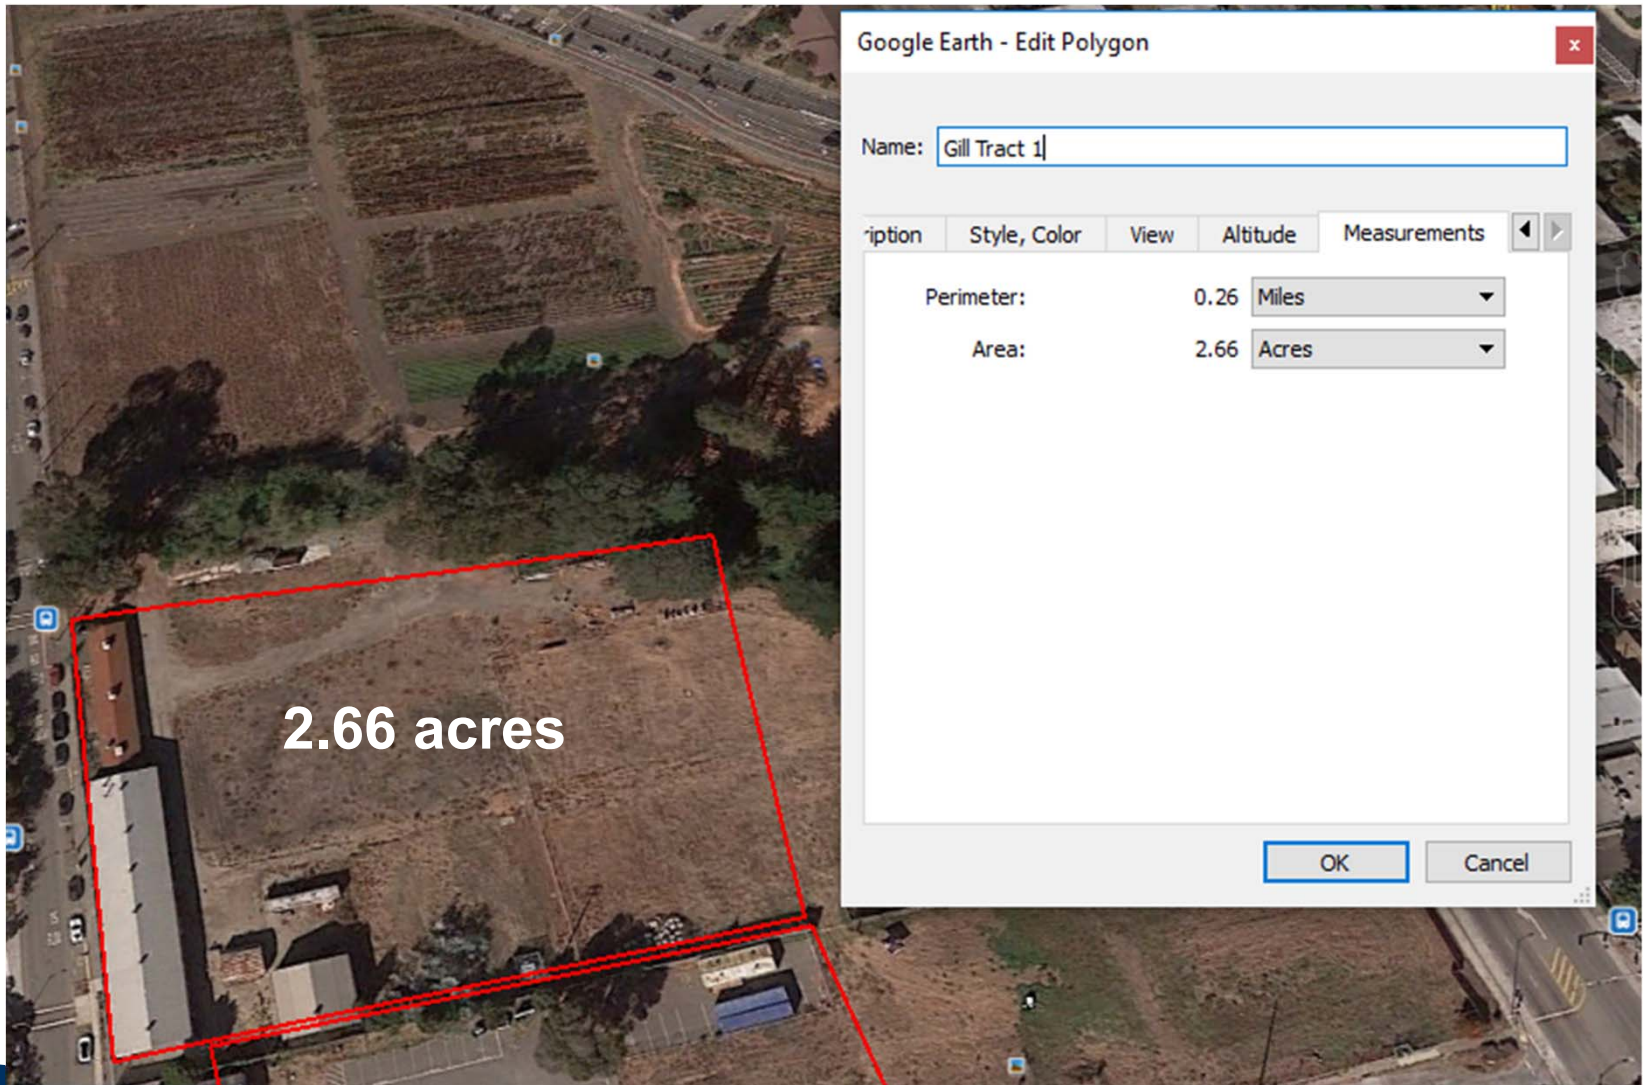 Google Earth - Edit Polygon
x
Name: Gill Tract 1
ription Style, Color View Altitude Measurements
Perimeter: 0.26 Miles
Area: 2.66 Acres
2.66 acres
OK Cancel